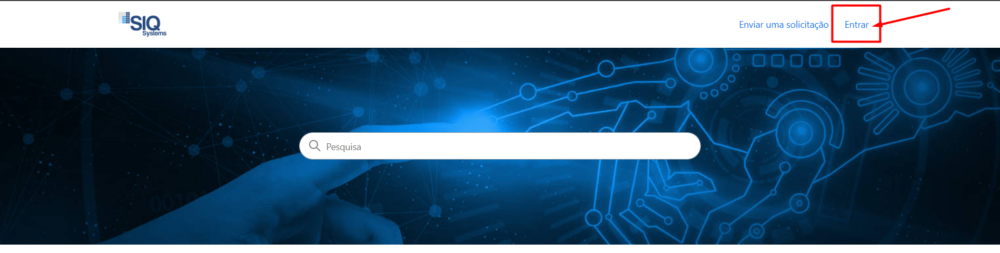 SIQ
Systems
Enviar uma solicitação
Entrar
Pesquisa